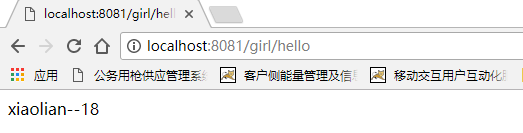 localhost:8081/girl/hell
localhost:8081/girl/hello
应用 公务用枪供应管理系 客户侧能量管理及信息 移动交互用户互动化
xiaolian--18